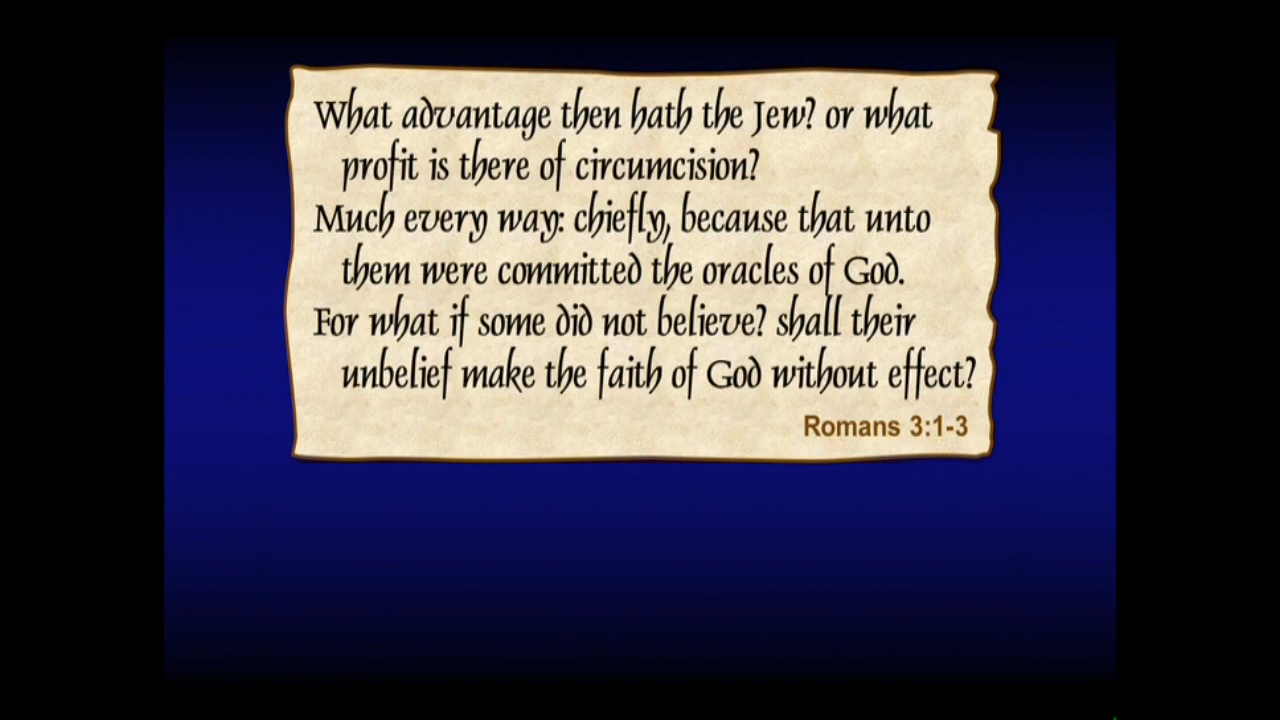 What advantage then hath the Jew? or what
profit is there of circumcision?
Much every way: chiefly, because that unto
them were committed the oracles of God.
For what if some did not believe? shall their
unbelief make the faith of God without effect?
Romans 3:1-3